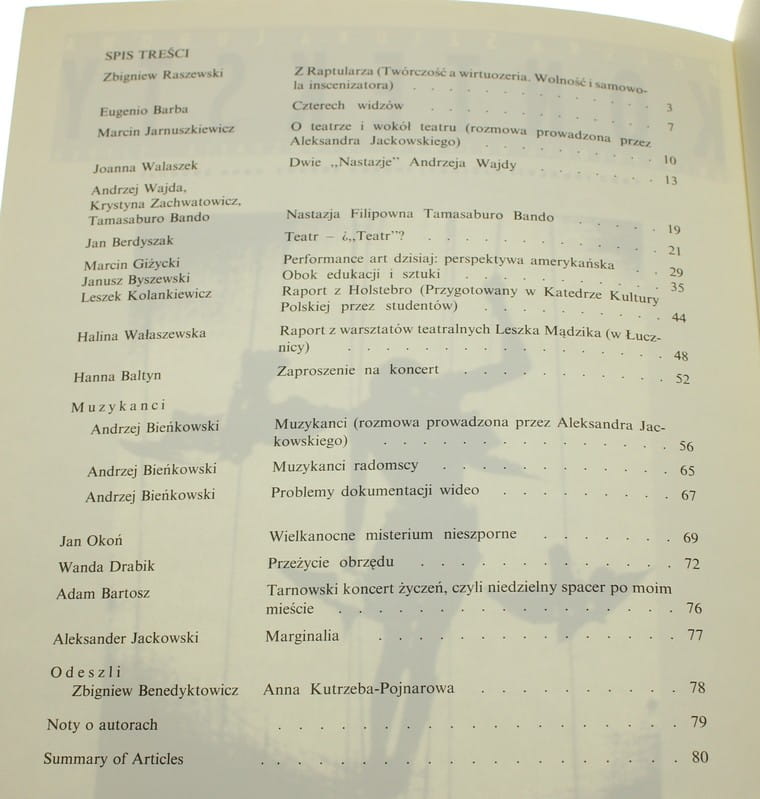 SPIS TREŚCI
Zbigniew Raszewski Z Raptularza (Twórczość a wirtuozeria. Wolność i samowo-
la inscenizatora) . . . . . . . . . . . 3
Eugenio Barba Czterech widzów . . . . . . . . . 7
Marcin Jarnuszkiewicz O teatrze i wokół teatru (rozmowa prowadzona przez
Aleksandra Jackowskiego) . . . . . . . . 10
Joanna Walaszek Dwie „Nastazje” Andrzeja Wajdy . . . . . 13
Andrzej Wajda,
Krystyna Zachwatowicz,
Tamasaburo Bando Nastazja Filipowna Tamasaburo Bando . . . . 19
Jan Berdyszak Teatr – ¿„Teatr”? . . . . . . . . . 21
Marcin Giżycki Performance art dzisiaj: perspektywa amerykańska . . 29
Janusz Byszewski Obok edukacji i sztuki . . . . . . . . 35
Leszek Kolankiewicz Raport z Holstebro (Przygotowany w Katedrze Kultury
Polskiej przez studentów) . . . . . . . . 44
Halina Wałaszewska Raport z warsztatów teatralnych Leszka Mądzika (w Łucz-
nicy) . . . . . . . . . . . . 48
Hanna Baltyn Zaproszenie na koncert . . . . . . . . 52
Muzykanci
Andrzej Bieńkowski Muzykanci (rozmowa prowadzona przez Aleksandra Jac-
kowskiego) . . . . . . . . . . . 56
Andrzej Bieńkowski Muzykanci radomscy . . . . . . . . 65
Andrzej Bieńkowski Problemy dokumentacji wideo . . . . . . 67
Jan Okoń Wielkanocne misterium nieszporne . . . . . 69
Wanda Drabik Przeżycie obrzędu . . . . . . . . . 72
Adam Bartosz Tarnowski koncert życzeń, czyli niedzielny spacer po moim
mieście . . . . . . . . . . . . 76
Aleksander Jackowski Marginalia . . . . . . . . . . 77
Odeszli
Zbigniew Benedyktowicz Anna Kutrzeba-Pojnarowa . . . . . . . 78
Noty o autorach . . . . . . . . . . . . . . 79
Summary of Articles . . . . . . . . . . . . . . 80